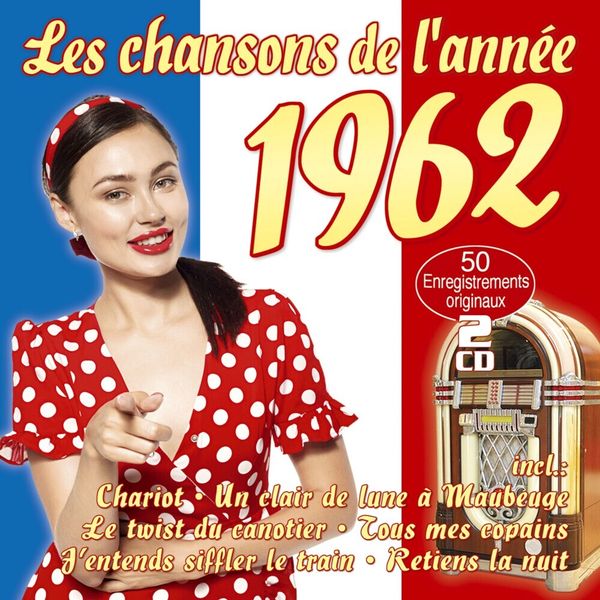 Les chansons de l'année
1962
50
Enregistrements
originaux
2
CD
incl.:
Chariot • Un clair de lune à Maubeuge
Le twist du canotier • Tous mes copains
J'entends siffler le train • Retiens la nuit